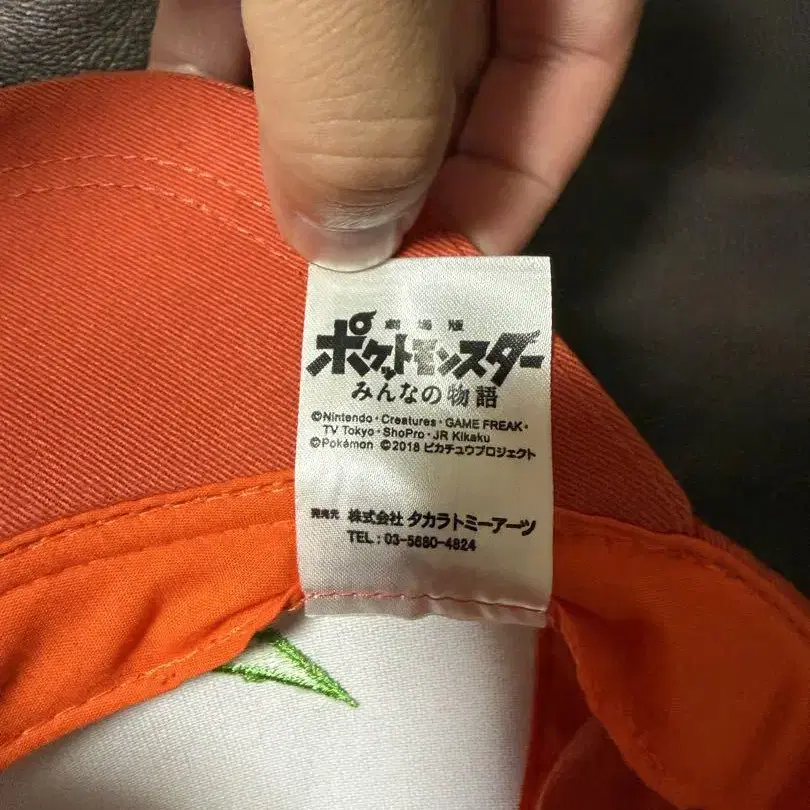 劇場版
ポケットモンスター
みんなの物語
©Nintendo・Creatures・GAME FREAK・
TV Tokyo・ShoPro・JR Kikaku
©Pokémon ©2018 ピカチュウプロジェクト
発売元 株式会社 タカラトミーアーツ
TEL：03-5680-4824